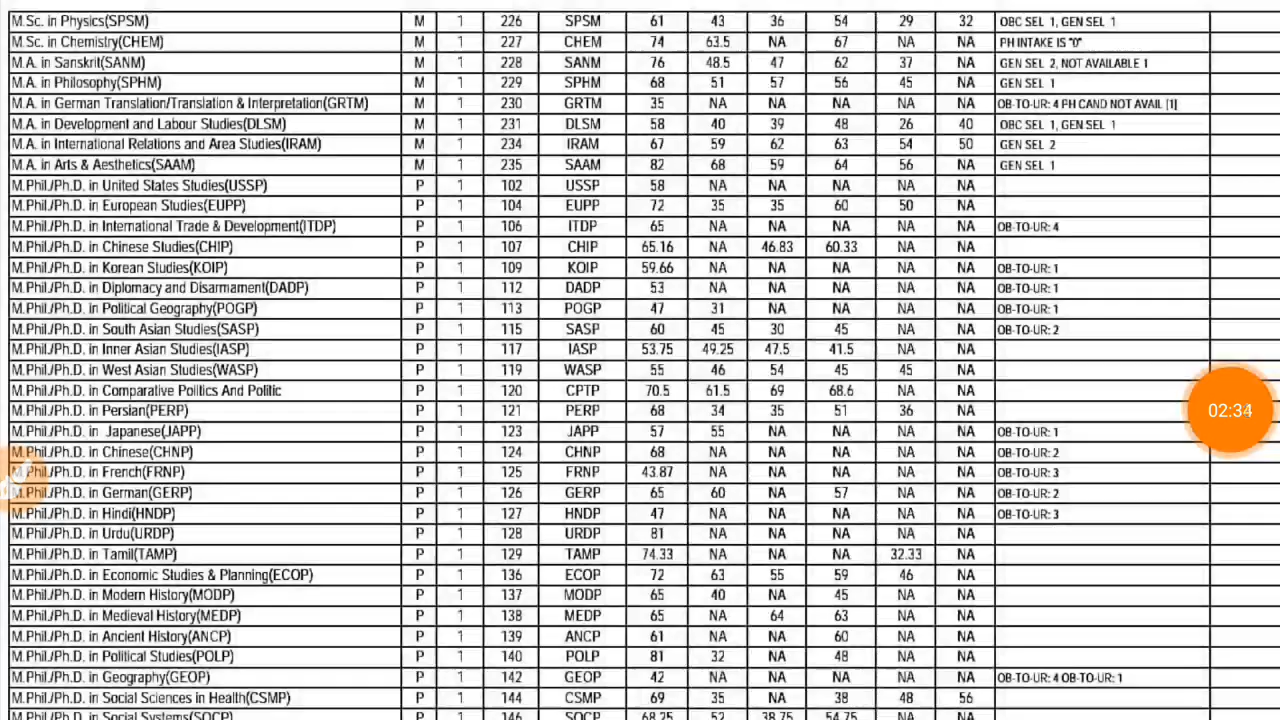 M.Sc. in Physics(SPSM) M 1 226 SPSM 61 43 36 54 29 32 OBC SEL 1, GEN SEL 1
M.Sc. in Chemistry(CHEM) M 1 227 CHEM 74 63.5 NA 67 NA NA PH INTAKE IS "0"
M.A. in Sanskrit(SANM) M 1 228 SANM 76 48.5 47 62 37 NA GEN SEL 2, NOT AVAILABLE 1
M.A. in Philosophy(SPHM) M 1 229 SPHM 68 51 57 56 45 NA GEN SEL 1
M.A. in German Translation/Translation & Interpretation(GRTM) M 1 230 GRTM 35 NA NA NA NA NA OB-TO-UR: 4 PH CAND NOT AVAIL [1]
M.A. in Development and Labour Studies(DLSM) M 1 231 DLSM 58 40 39 48 26 40 OBC SEL 1, GEN SEL 1
M.A. in International Relations and Area Studies(IRAM) M 1 234 IRAM 67 59 62 63 54 50 GEN SEL 2
M.A. in Arts & Aesthetics(SAAM) M 1 235 SAAM 82 68 59 64 56 NA GEN SEL 1
M.Phil./Ph.D. in United States Studies(USSP) P 1 102 USSP 58 NA NA NA NA NA
M.Phil./Ph.D. in European Studies(EUPP) P 1 104 EUPP 72 35 35 60 50 NA
M.Phil./Ph.D. in International Trade & Development(ITDP) P 1 106 ITDP 65 NA NA NA NA NA OB-TO-UR: 4
M.Phil./Ph.D. in Chinese Studies(CHIP) P 1 107 CHIP 65.16 NA 46.83 60.33 NA NA
M.Phil./Ph.D. in Korean Studies(KOIP) P 1 109 KOIP 59.66 NA NA NA NA NA OB-TO-UR: 1
M.Phil./Ph.D. in Diplomacy and Disarmament(DADP) P 1 112 DADP 53 NA NA NA NA NA OB-TO-UR: 1
M.Phil./Ph.D. in Political Geography(POGP) P 1 113 POGP 47 31 NA NA NA NA OB-TO-UR: 1
M.Phil./Ph.D. in South Asian Studies(SASP) P 1 115 SASP 60 45 30 45 NA NA OB-TO-UR: 2
M.Phil./Ph.D. in Inner Asian Studies(IASP) P 1 117 IASP 53.75 49.25 47.5 41.5 NA NA
M.Phil./Ph.D. in West Asian Studies(WASP) P 1 119 WASP 55 46 54 45 45 NA
M.Phil./Ph.D. in Comparative Politics And Politic P 1 120 CPTP 70.5 61.5 69 68.6 NA NA
M.Phil./Ph.D. in Persian(PERP) P 1 121 PERP 68 34 35 51 36 NA
M.Phil./Ph.D. in Japanese(JAPP) P 1 123 JAPP 57 55 NA NA NA NA OB-TO-UR: 1
M.Phil./Ph.D. in Chinese(CHNP) P 1 124 CHNP 68 NA NA NA NA NA OB-TO-UR: 2
M.Phil./Ph.D. in French(FRNP) P 1 125 FRNP 43.87 NA NA NA NA NA OB-TO-UR: 3
M.Phil./Ph.D. in German(GERP) P 1 126 GERP 65 60 NA 57 NA NA OB-TO-UR: 2
M.Phil./Ph.D. in Hindi(HNDP) P 1 127 HNDP 47 NA NA NA NA NA OB-TO-UR: 3
M.Phil./Ph.D. in Urdu(URDP) P 1 128 URDP 81 NA NA NA NA NA
M.Phil./Ph.D. in Tamil(TAMP) P 1 129 TAMP 74.33 NA NA NA 32.33 NA
M.Phil./Ph.D. in Economic Studies & Planning(ECOP) P 1 136 ECOP 72 63 55 59 46 NA
M.Phil./Ph.D. in Modern History(MODP) P 1 137 MODP 65 40 NA 45 NA NA
M.Phil./Ph.D. in Medieval History(MEDP) P 1 138 MEDP 65 NA 64 63 NA NA
M.Phil./Ph.D. in Ancient History(ANCP) P 1 139 ANCP 61 NA NA 60 NA NA
M.Phil./Ph.D. in Political Studies(POLP) P 1 140 POLP 81 32 NA 48 NA NA
M.Phil./Ph.D. in Geography(GEOP) P 1 142 GEOP 42 NA NA NA NA NA OB-TO-UR: 4 OB-TO-UR: 1
M.Phil./Ph.D. in Social Sciences in Health(CSMP) P 1 144 CSMP 69 35 NA 38 48 56
M.Phil./Ph.D. in Social Systems(SOCP) P 1 146 SOCP 68.25 52 38.75 54.75 NA NA
02:34